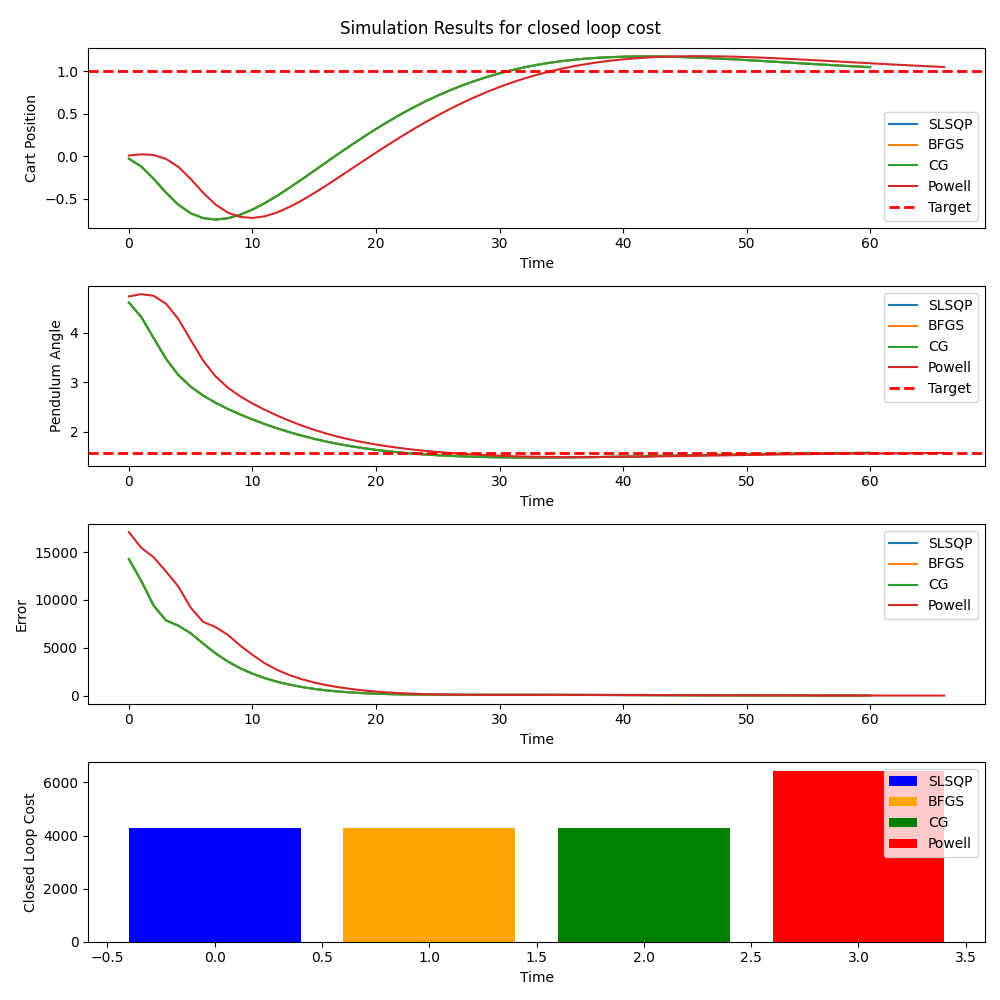 Simulation Results for closed loop cost
Cart Position
1.0
0.5
0.0
−0.5
SLSQP
BFGS
CG
Powell
Target
0 10 20 30 40 50 60
Time
Pendulum Angle
4
3
2
SLSQP
BFGS
CG
Powell
Target
0 10 20 30 40 50 60
Time
Error
15000
10000
5000
0
SLSQP
BFGS
CG
Powell
0 10 20 30 40 50 60
Time
Closed Loop Cost
6000
4000
2000
0
SLSQP
BFGS
CG
Powell
−0.5 0.0 0.5 1.0 1.5 2.0 2.5 3.0 3.5
Time